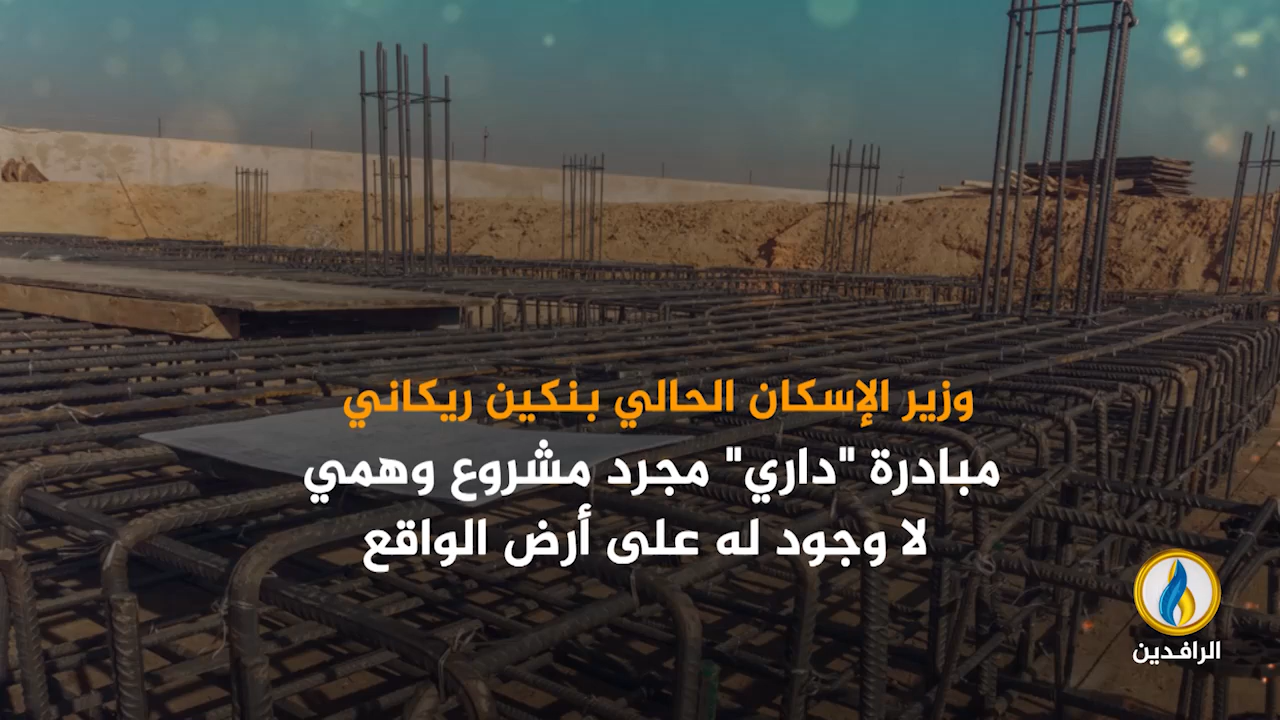 وزير الإسكان الحالي بنكين ريكاني
مبادرة "داري" مجرد مشروع وهمي
لا وجود له على أرض الواقع
الرافدين